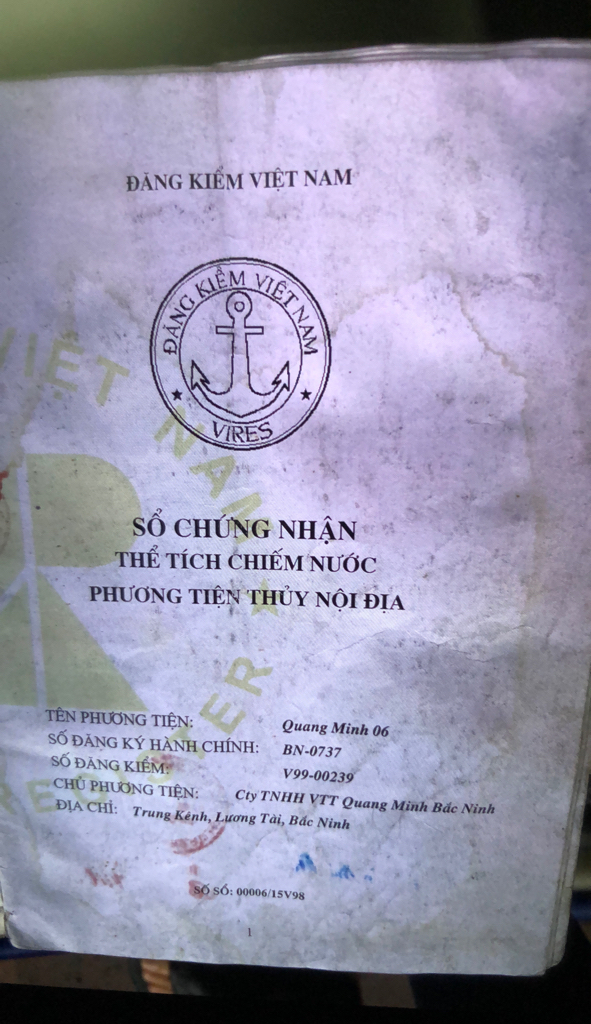 ĐĂNG KIỂM VIỆT NAM
ĐĂNG KIỂM VIỆT NAM
VIRES
VIỆT NAM
REGISTER
SỔ CHỨNG NHẬN
THỂ TÍCH CHIẾM NƯỚC
PHƯƠNG TIỆN THỦY NỘI ĐỊA
TÊN PHƯƠNG TIỆN: Quang Minh 06
SỐ ĐĂNG KÝ HÀNH CHÍNH: BN-0737
SỐ ĐĂNG KIỂM: V99-00239
CHỦ PHƯƠNG TIỆN: Cty TNHH VTT Quang Minh Bắc Ninh
ĐỊA CHỈ: Trung Kênh, Lương Tài, Bắc Ninh
SỐ SỔ: 00006/15V98
1